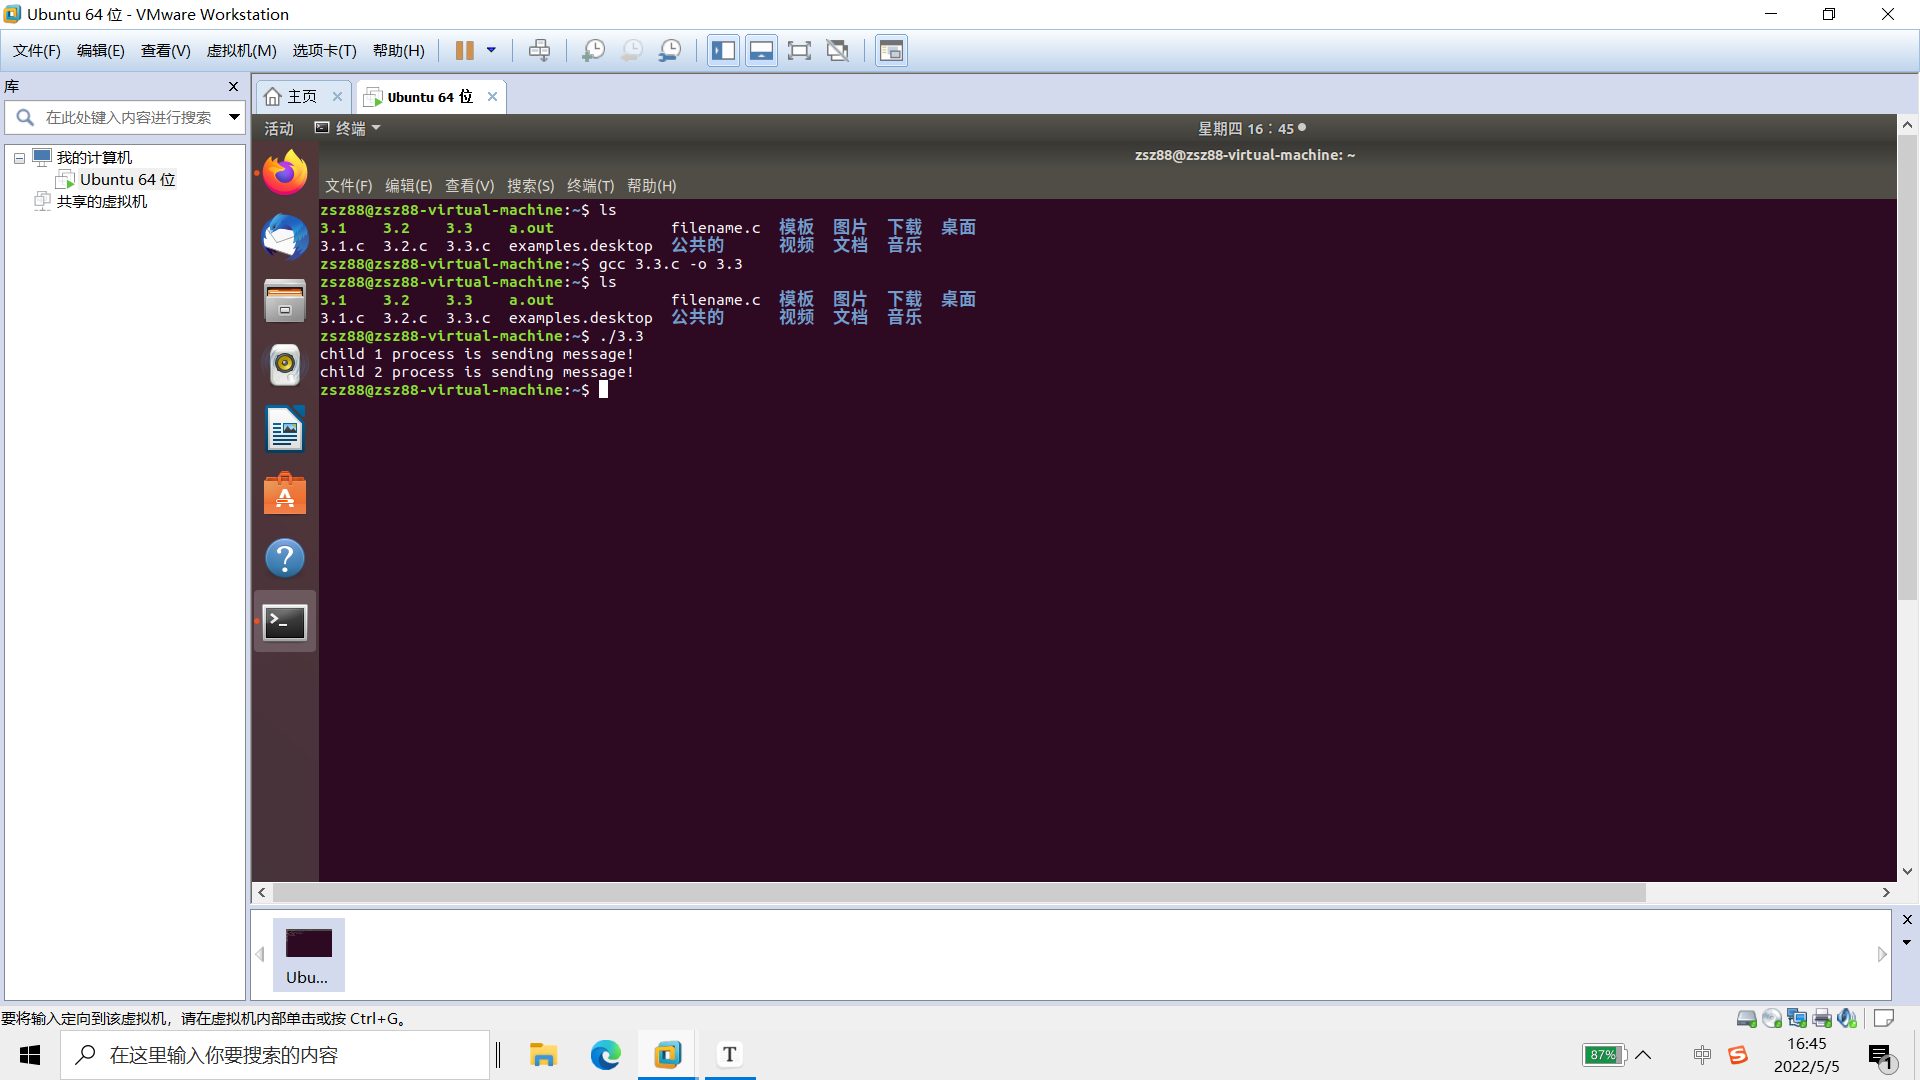 Ubuntu 64 位 - VMware Workstation
文件(F) 编辑(E) 查看(V) 虚拟机(M) 选项卡(T) 帮助(H)
库
在此处键入内容进行搜索
我的计算机
Ubuntu 64 位
共享的虚拟机
主页 Ubuntu 64 位
活动 终端 星期四 16：45
zsz88@zsz88-virtual-machine: ~
文件(F) 编辑(E) 查看(V) 搜索(S) 终端(T) 帮助(H)
zsz88@zsz88-virtual-machine:~$ ls
3.1 3.2 3.3 a.out filename.c 模板 图片 下载 桌面
3.1.c 3.2.c 3.3.c examples.desktop 公共的 视频 文档 音乐
zsz88@zsz88-virtual-machine:~$ gcc 3.3.c -o 3.3
zsz88@zsz88-virtual-machine:~$ ls
3.1 3.2 3.3 a.out filename.c 模板 图片 下载 桌面
3.1.c 3.2.c 3.3.c examples.desktop 公共的 视频 文档 音乐
zsz88@zsz88-virtual-machine:~$ ./3.3
child 1 process is sending message!
child 2 process is sending message!
zsz88@zsz88-virtual-machine:~$
Ubu...
要将输入定向到该虚拟机，请在虚拟机内部单击或按 Ctrl+G。
在这里输入你要搜索的内容
T
87%
中
16:45
2022/5/5
1